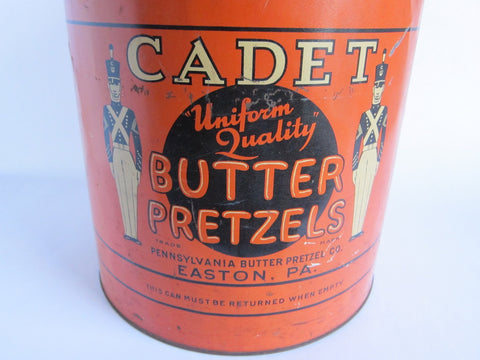 CADET
"Uniform
Quality"
BUTTER
PRETZELS
TRADE MARK
PENNSYLVANIA BUTTER PRETZEL CO.
EASTON, PA.
THIS CAN MUST BE RETURNED WHEN EMPTY